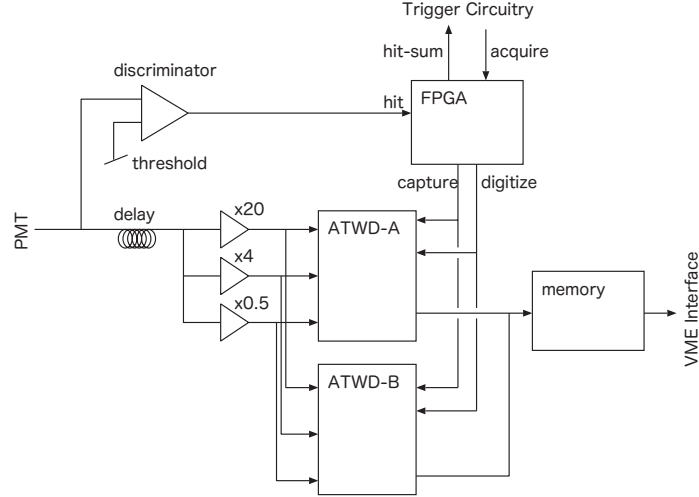 Trigger Circuitry
hit-sum
acquire
discriminator
FPGA
hit
threshold
capture
digitize
PMT
delay
x20
x4
x0.5
ATWD-A
memory
VME Interface
ATWD-B